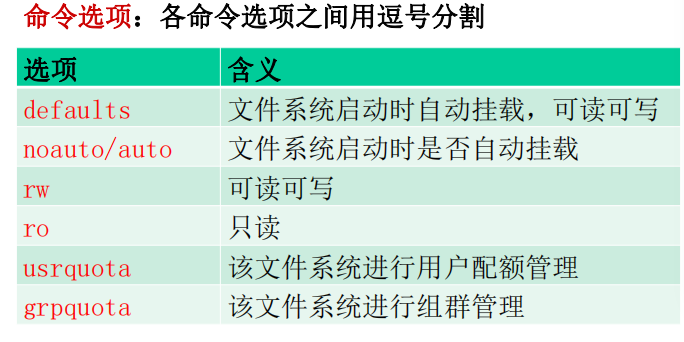 命令选项：各命令选项之间用逗号分割
选项 含义
defaults 文件系统启动时自动挂载，可读可写
noauto/auto 文件系统启动时是否自动挂载
rw 可读可写
ro 只读
usrquota 该文件系统进行用户配额管理
grpquota 该文件系统进行组群管理